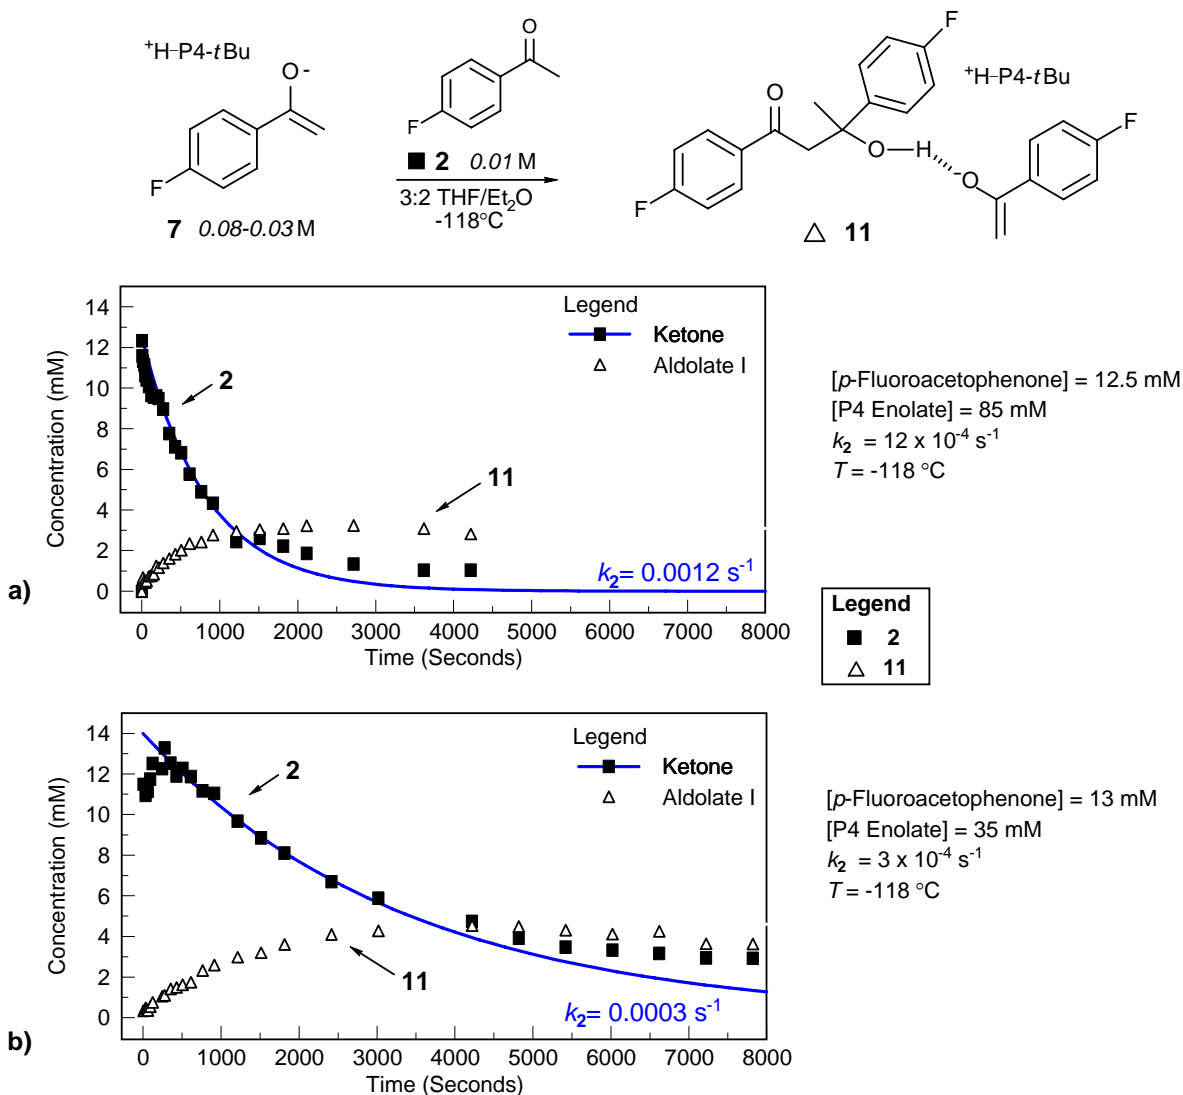 ⁺H-P4-tBu
O⁻
F
7 0.08-0.03 M
O
F
■ 2 0.01 M
3:2 THF/Et₂O
-118°C
F
⁺H-P4-tBu
O
O—H
F
⁻O
F
△ 11
a)
Concentration (mM)
14
12
10
8
6
4
2
0
Legend
Ketone
Aldolate I
2
11
k₂= 0.0012 s⁻¹
0 1000 2000 3000 4000 5000 6000 7000 8000
Time (Seconds)
[p-Fluoroacetophenone] = 12.5 mM
[P4 Enolate] = 85 mM
k₂ = 12 x 10⁻⁴ s⁻¹
T = -118 °C
Legend
■ 2
△ 11
b)
Concentration (mM)
14
12
10
8
6
4
2
0
Legend
Ketone
Aldolate I
2
11
k₂= 0.0003 s⁻¹
0 1000 2000 3000 4000 5000 6000 7000 8000
Time (Seconds)
[p-Fluoroacetophenone] = 13 mM
[P4 Enolate] = 35 mM
k₂ = 3 x 10⁻⁴ s⁻¹
T = -118 °C